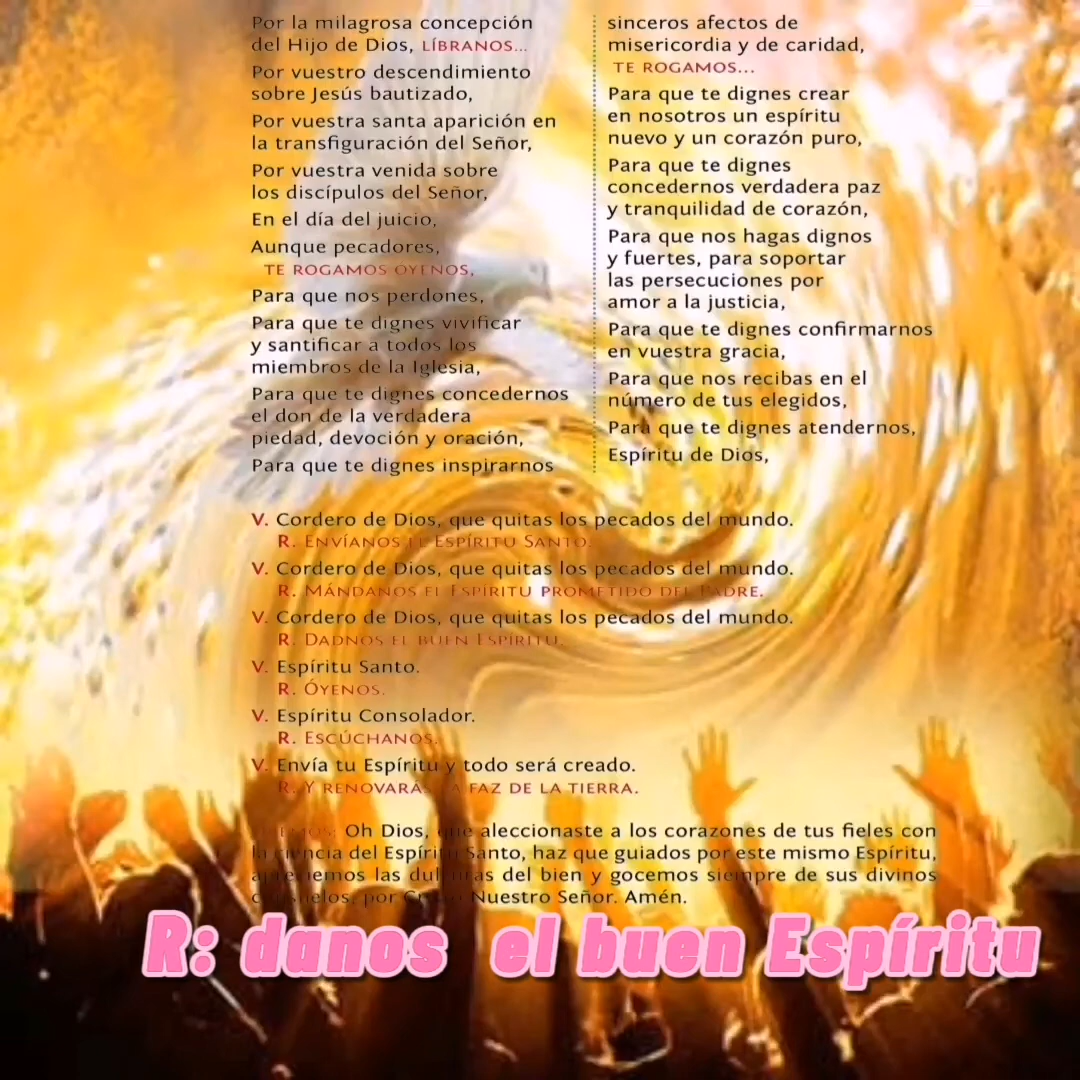 Por la milagrosa concepción
del Hijo de Dios, LÍBRANOS...
Por vuestro descendimiento
sobre Jesús bautizado,
Por vuestra santa aparición en
la transfiguración del Señor,
Por vuestra venida sobre
los discípulos del Señor,
En el día del juicio,
Aunque pecadores,
TE ROGAMOS ÓYENOS,
Para que nos perdones,
Para que te dignes vivificar
y santificar a todos los
miembros de la Iglesia,
Para que te dignes concedernos
el don de la verdadera
piedad, devoción y oración,
Para que te dignes inspirarnos
sinceros afectos de
misericordia y de caridad,
TE ROGAMOS...
Para que te dignes crear
en nosotros un espíritu
nuevo y un corazón puro,
Para que te dignes
concedernos verdadera paz
y tranquilidad de corazón,
Para que nos hagas dignos
y fuertes, para soportar
las persecuciones por
amor a la justicia,
Para que te dignes confirmarnos
en vuestra gracia,
Para que nos recibas en el
número de tus elegidos,
Para que te dignes atendernos,
Espíritu de Dios,
V. Cordero de Dios, que quitas los pecados del mundo.
R. ENVÍANOS EL ESPÍRITU SANTO.
V. Cordero de Dios, que quitas los pecados del mundo.
R. MÁNDANOS EL ESPÍRITU PROMETIDO DEL PADRE.
V. Cordero de Dios, que quitas los pecados del mundo.
R. DADNOS EL BUEN ESPÍRITU.
V. Espíritu Santo.
R. ÓYENOS.
V. Espíritu Consolador.
R. ESCÚCHANOS.
V. Envía tu Espíritu y todo será creado.
R. Y RENOVARÁS LA FAZ DE LA TIERRA.
Oh Dios, que aleccionaste a los corazones de tus fieles con
la ciencia del Espíritu Santo, haz que guiados por este mismo Espíritu,
apreciemos las dulzuras del bien y gocemos siempre de sus divinos
consuelos, por Cristo Nuestro Señor. Amén.
R: danos el buen Espíritu